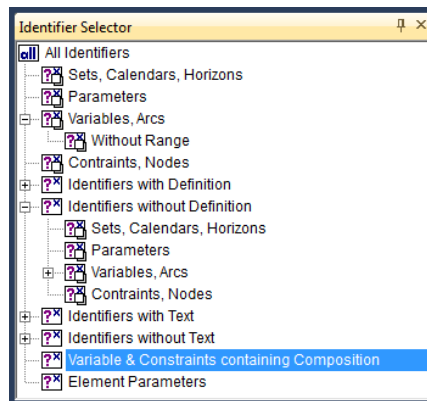 Identifier Selector
all All Identifiers
Sets, Calendars, Horizons
Parameters
Variables, Arcs
Without Range
Contraints, Nodes
Identifiers with Definition
Identifiers without Definition
Sets, Calendars, Horizons
Parameters
Variables, Arcs
Contraints, Nodes
Identifiers with Text
Identifiers without Text
Variable & Constraints containing Composition
Element Parameters